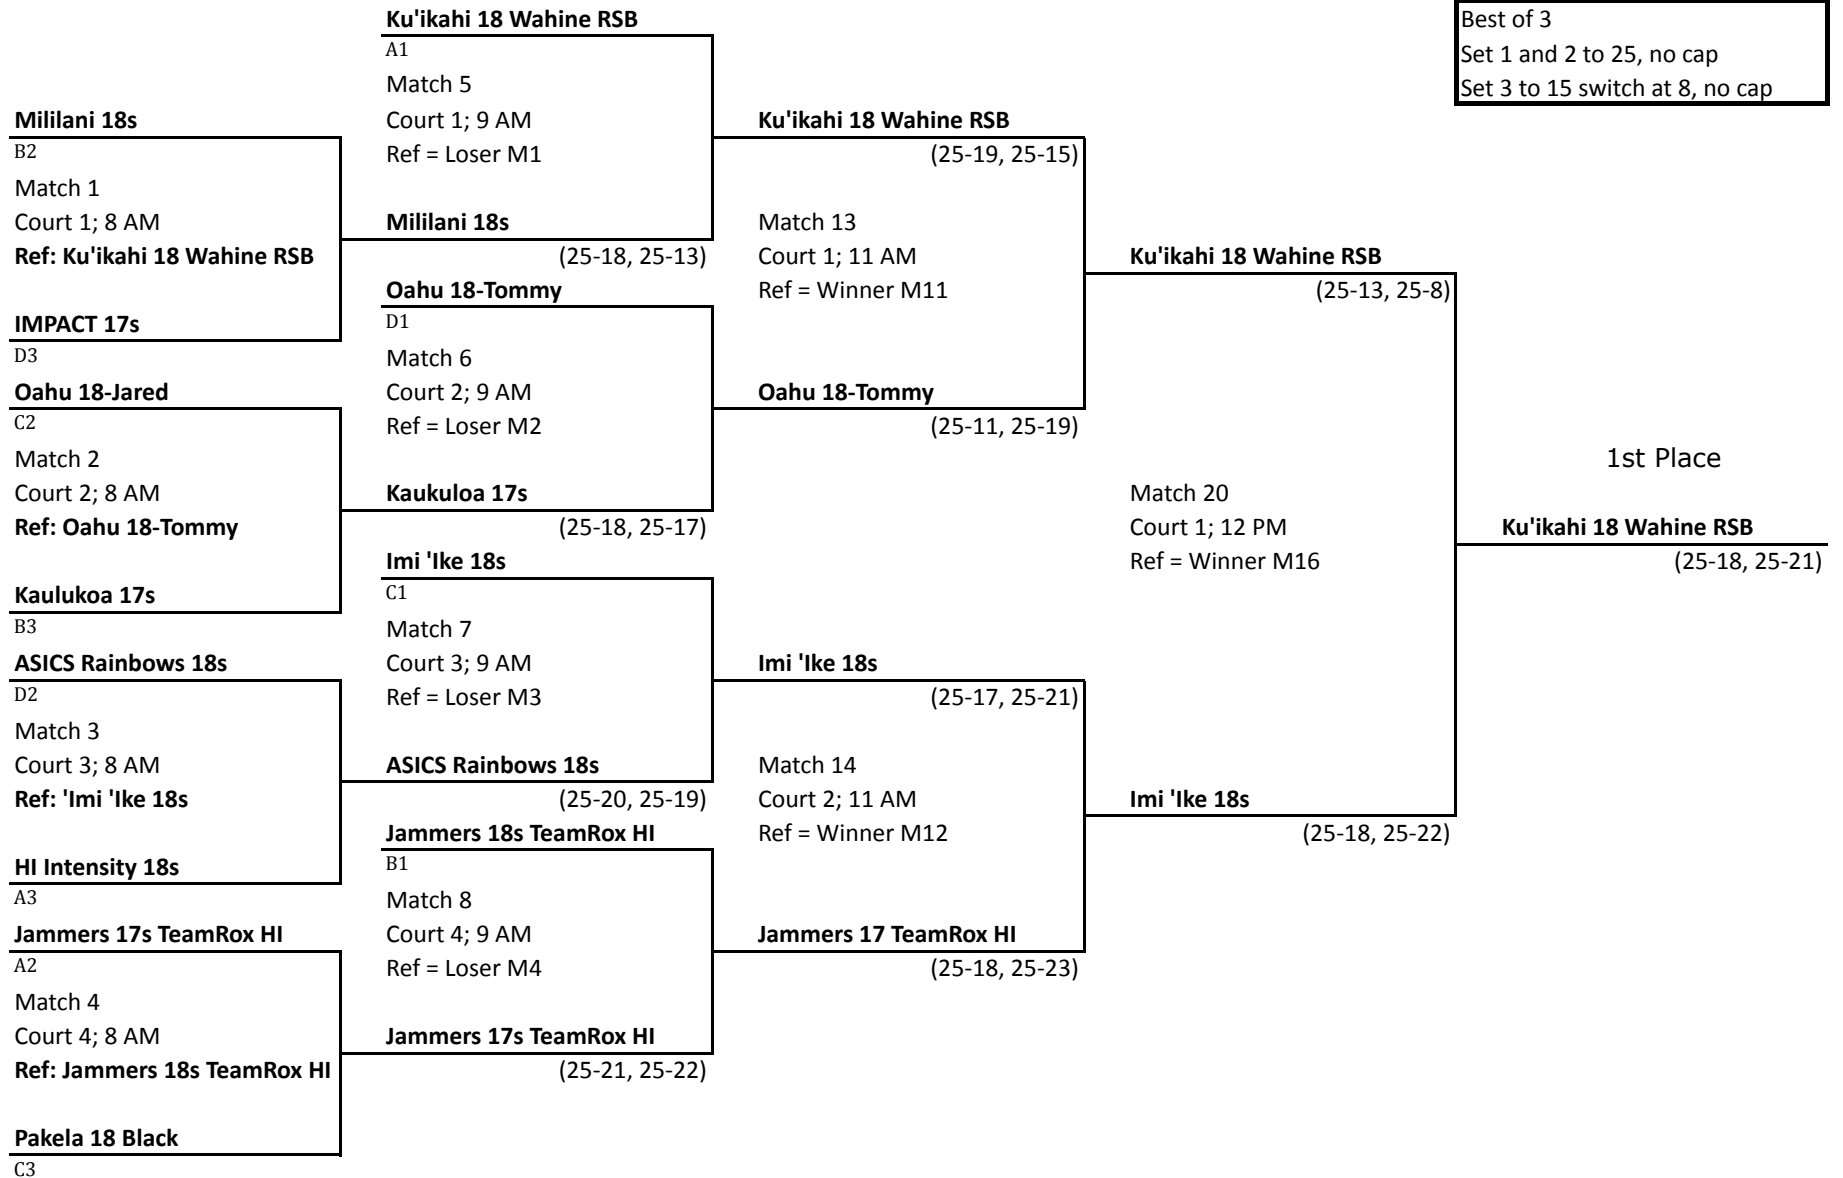 Ku'ikahi 18 Wahine RSB
A1
Match 5
Court 1; 9 AM
Ref = Loser M1
Best of 3
Set 1 and 2 to 25, no cap
Set 3 to 15 switch at 8, no cap
Mililani 18s
B2
Match 1
Court 1; 8 AM
Ref: Ku'ikahi 18 Wahine RSB
IMPACT 17s
D3
Mililani 18s
(25-18, 25-13)
Ku'ikahi 18 Wahine RSB
(25-19, 25-15)
Match 13
Court 1; 11 AM
Ref = Winner M11
Oahu 18-Tommy
D1
Match 6
Court 2; 9 AM
Ref = Loser M2
Oahu 18-Jared
C2
Match 2
Court 2; 8 AM
Ref: Oahu 18-Tommy
Kaulukoa 17s
B3
Kaukuloa 17s
(25-18, 25-17)
Oahu 18-Tommy
(25-11, 25-19)
Ku'ikahi 18 Wahine RSB
(25-13, 25-8)
Match 20
Court 1; 12 PM
Ref = Winner M16
1st Place
Ku'ikahi 18 Wahine RSB
(25-18, 25-21)
Imi 'Ike 18s
C1
Match 7
Court 3; 9 AM
Ref = Loser M3
ASICS Rainbows 18s
D2
Match 3
Court 3; 8 AM
Ref: 'Imi 'Ike 18s
HI Intensity 18s
A3
ASICS Rainbows 18s
(25-20, 25-19)
Imi 'Ike 18s
(25-17, 25-21)
Match 14
Court 2; 11 AM
Ref = Winner M12
Imi 'Ike 18s
(25-18, 25-22)
Jammers 18s TeamRox HI
B1
Match 8
Court 4; 9 AM
Ref = Loser M4
Jammers 17s TeamRox HI
A2
Match 4
Court 4; 8 AM
Ref: Jammers 18s TeamRox HI
Pakela 18 Black
C3
Jammers 17s TeamRox HI
(25-21, 25-22)
Jammers 17 TeamRox HI
(25-18, 25-23)